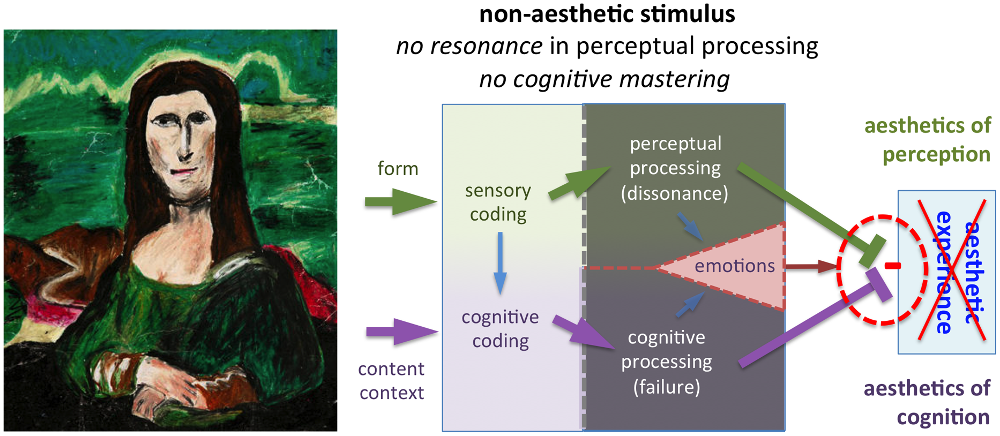 non-aesthetic stimulus
no resonance in perceptual processing
no cognitive mastering
form
content
context
sensory
coding
cognitive
coding
perceptual
processing
(dissonance)
emotions
cognitive
processing
(failure)
aesthetics of
perception
-
aesthetic
experience
aesthetics of
cognition